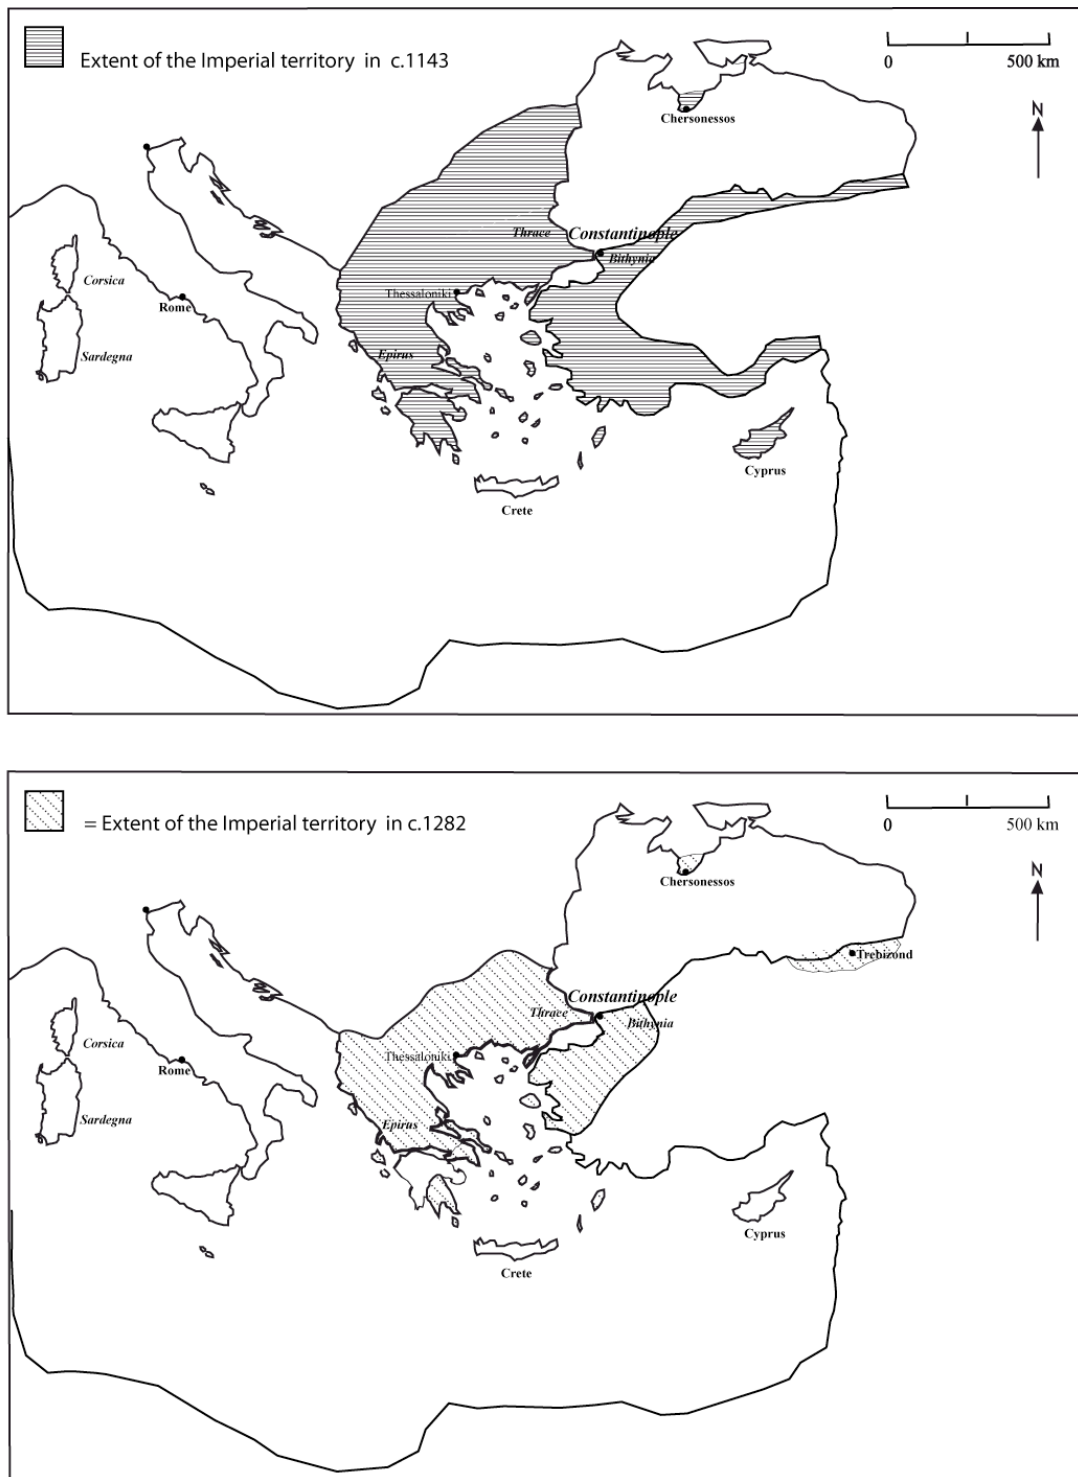 Extent of the Imperial territory in c.1143
0 500 km
N
Chersonessos
Thrace
Constantinople
Bithynia
Corsica
Rome
Thessaloniki
Sardegna
Epirus
Cyprus
Crete
= Extent of the Imperial territory in c.1282
0 500 km
N
Chersonessos
Trebizond
Constantinople
Thrace
Bithynia
Corsica
Rome
Thessaloniki
Sardegna
Epirus
Cyprus
Crete